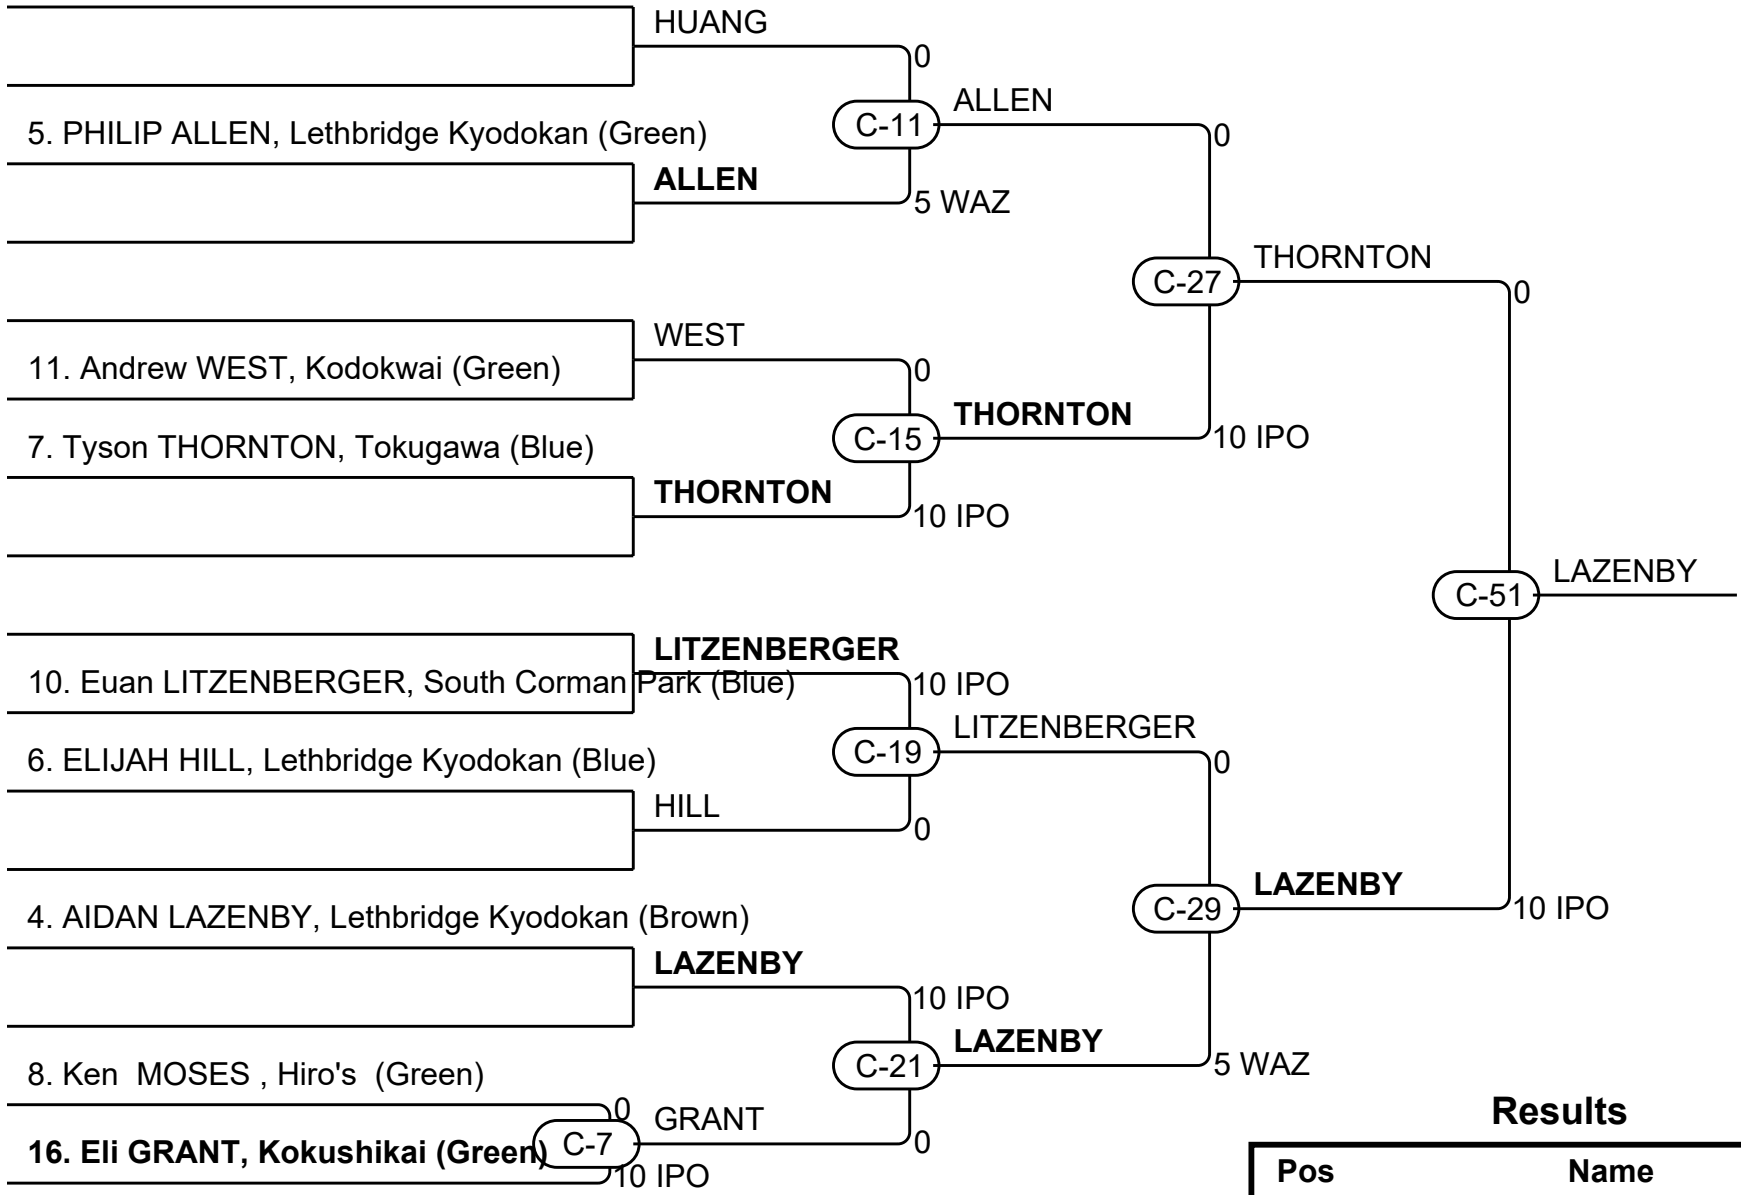 HUANG
0
ALLEN
5. PHILIP ALLEN, Lethbridge Kyodokan (Green)
C-11
0
ALLEN
5 WAZ
THORNTON
C-27
0
WEST
11. Andrew WEST, Kodokwai (Green)
0
THORNTON
7. Tyson THORNTON, Tokugawa (Blue)
C-15
10 IPO
THORNTON
10 IPO
LAZENBY
C-51
LITZENBERGER
10. Euan LITZENBERGER, South Corman Park (Blue)
10 IPO
LITZENBERGER
6. ELIJAH HILL, Lethbridge Kyodokan (Blue)
C-19
0
HILL
0
LAZENBY
4. AIDAN LAZENBY, Lethbridge Kyodokan (Brown)
C-29
10 IPO
LAZENBY
10 IPO
LAZENBY
8. Ken  MOSES , Hiro's  (Green)
C-21
5 WAZ
0
GRANT
16. Eli GRANT, Kokushikai (Green)
C-7
0
10 IPO
Results
Pos Name